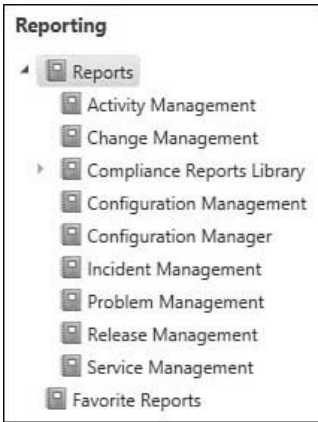 Reporting
Reports
Activity Management
Change Management
Compliance Reports Library
Configuration Management
Configuration Manager
Incident Management
Problem Management
Release Management
Service Management
Favorite Reports